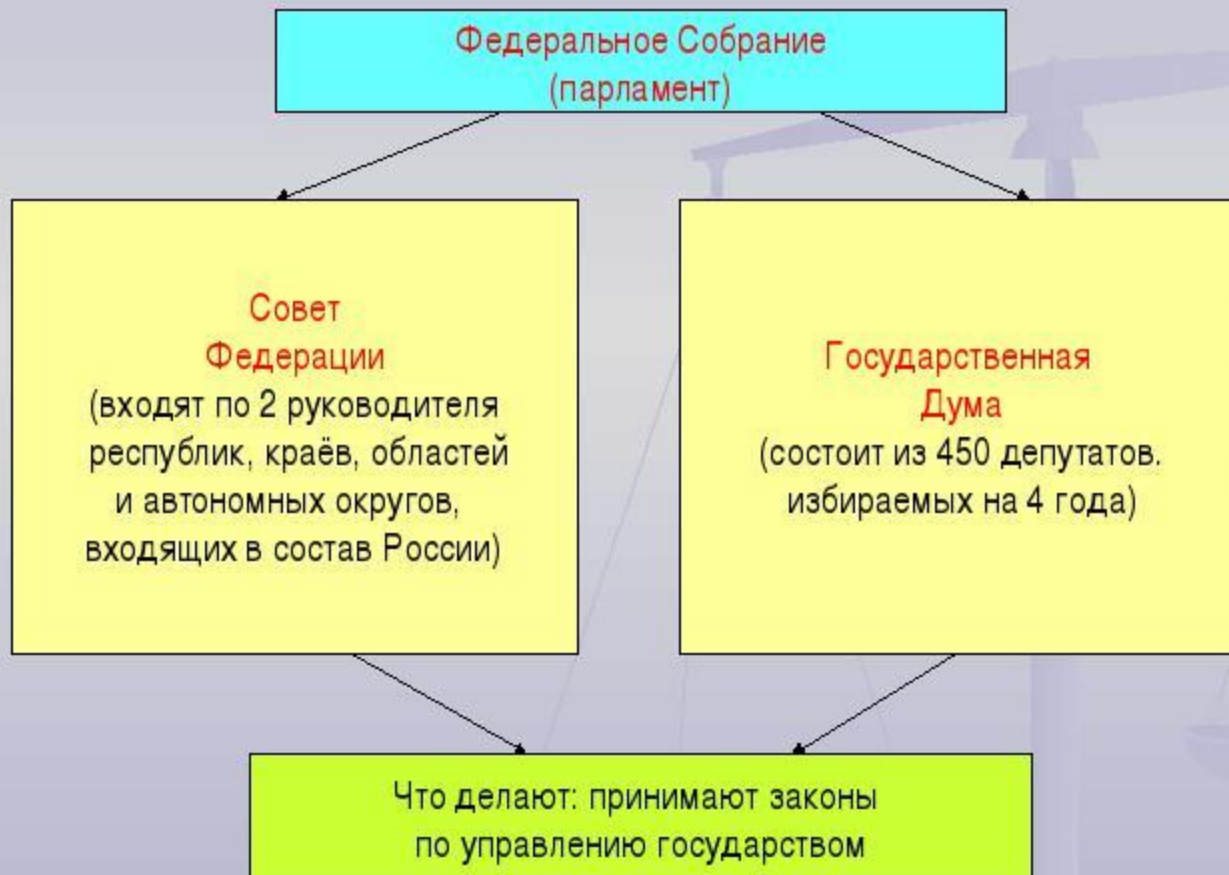 Федеральное Собрание
(парламент)
Совет
Федерации
(входят по 2 руководителя
республик, краёв, областей
и автономных округов,
входящих в состав России)
Государственная
Дума
(состоит из 450 депутатов.
избираемых на 4 года)
Что делают: принимают законы
по управлению государством